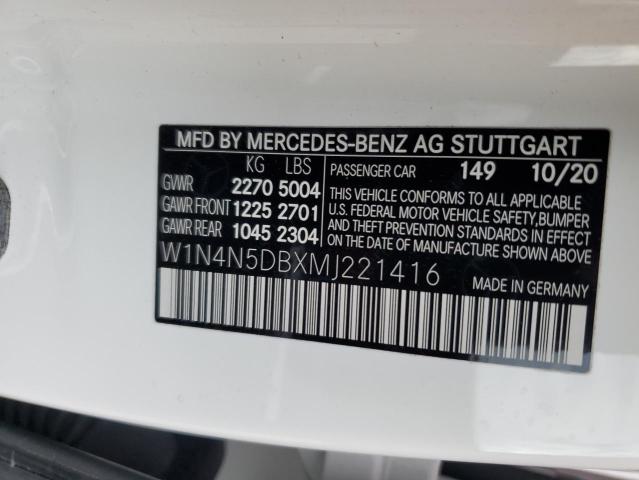 MFD BY MERCEDES-BENZ AG STUTTGART
KG LBS PASSENGER CAR 149 10/20
GVWR 2270 5004
GAWR FRONT 1225 2701
GAWR REAR 1045 2304
THIS VEHICLE CONFORMS TO ALL APPLICABLE
U.S. FEDERAL MOTOR VEHICLE SAFETY, BUMPER
AND THEFT PREVENTION STANDARDS IN EFFECT
ON THE DATE OF MANUFACTURE SHOWN ABOVE.
W1N4N5DBXMJ221416 MADE IN GERMANY